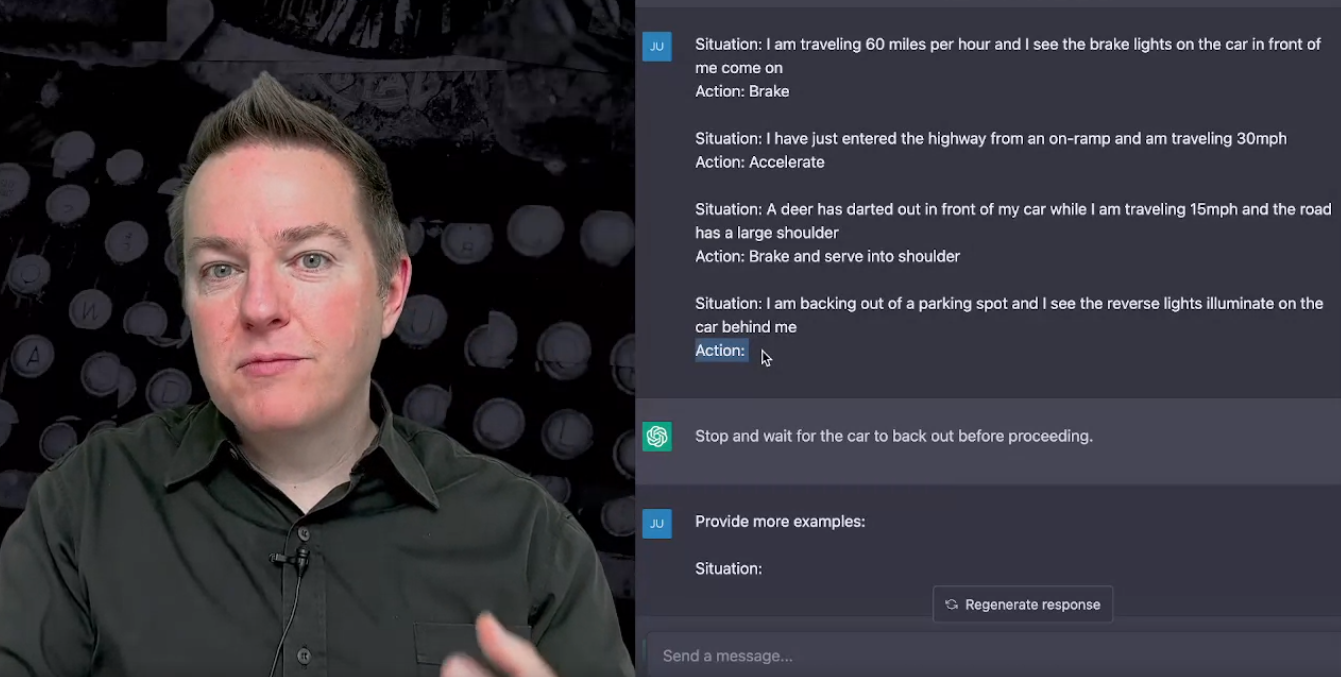 JU
Situation: I am traveling 60 miles per hour and I see the brake lights on the car in front of
me come on
Action: Brake
Situation: I have just entered the highway from an on-ramp and am traveling 30mph
Action: Accelerate
Situation: A deer has darted out in front of my car while I am traveling 15mph and the road
has a large shoulder
Action: Brake and serve into shoulder
Situation: I am backing out of a parking spot and I see the reverse lights illuminate on the
car behind me
Action:
Stop and wait for the car to back out before proceeding.
JU
Provide more examples:
Situation:
Regenerate response
Send a message...